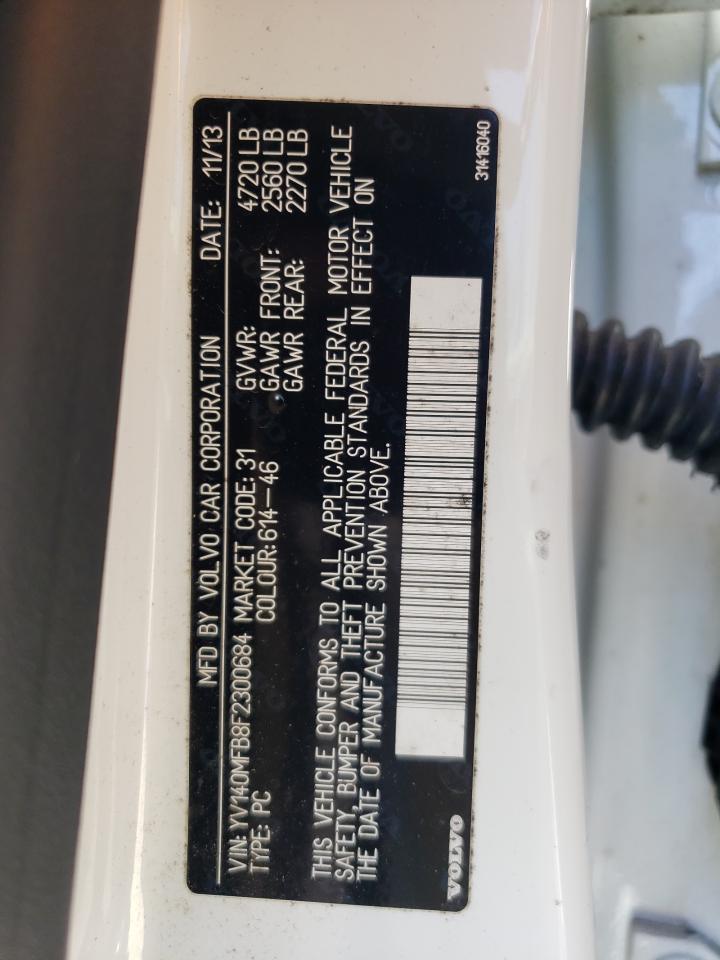 MFD BY VOLVO CAR CORPORATION DATE: 11/13
VIN: YV140MFB8F2300684 MARKET CODE: 31 GVWR: 4720 LB
TYPE: PC COLOUR: 614-46 GAWR FRONT: 2560 LB
GAWR REAR: 2270 LB
THIS VEHICLE CONFORMS TO ALL APPLICABLE FEDERAL MOTOR VEHICLE
SAFETY, BUMPER AND THEFT PREVENTION STANDARDS IN EFFECT ON
THE DATE OF MANUFACTURE SHOWN ABOVE.
VOLVO 31416040